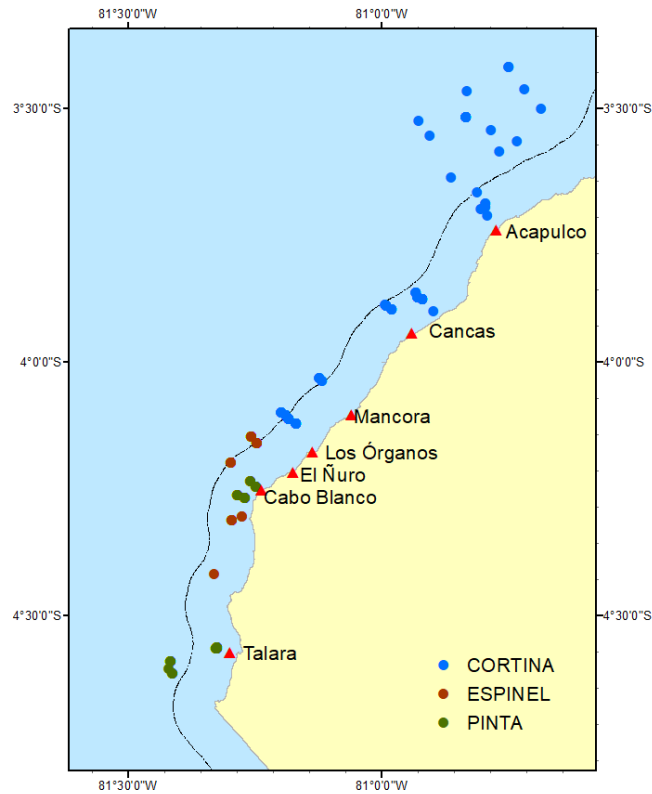 81°30'0"W 81°0'0"W
3°30'0"S 3°30'0"S
Acapulco
Cancas
4°0'0"S 4°0'0"S
Mancora
Los Órganos
El Ñuro
Cabo Blanco
4°30'0"S 4°30'0"S
Talara
CORTINA
ESPINEL
PINTA
81°30'0"W 81°0'0"W